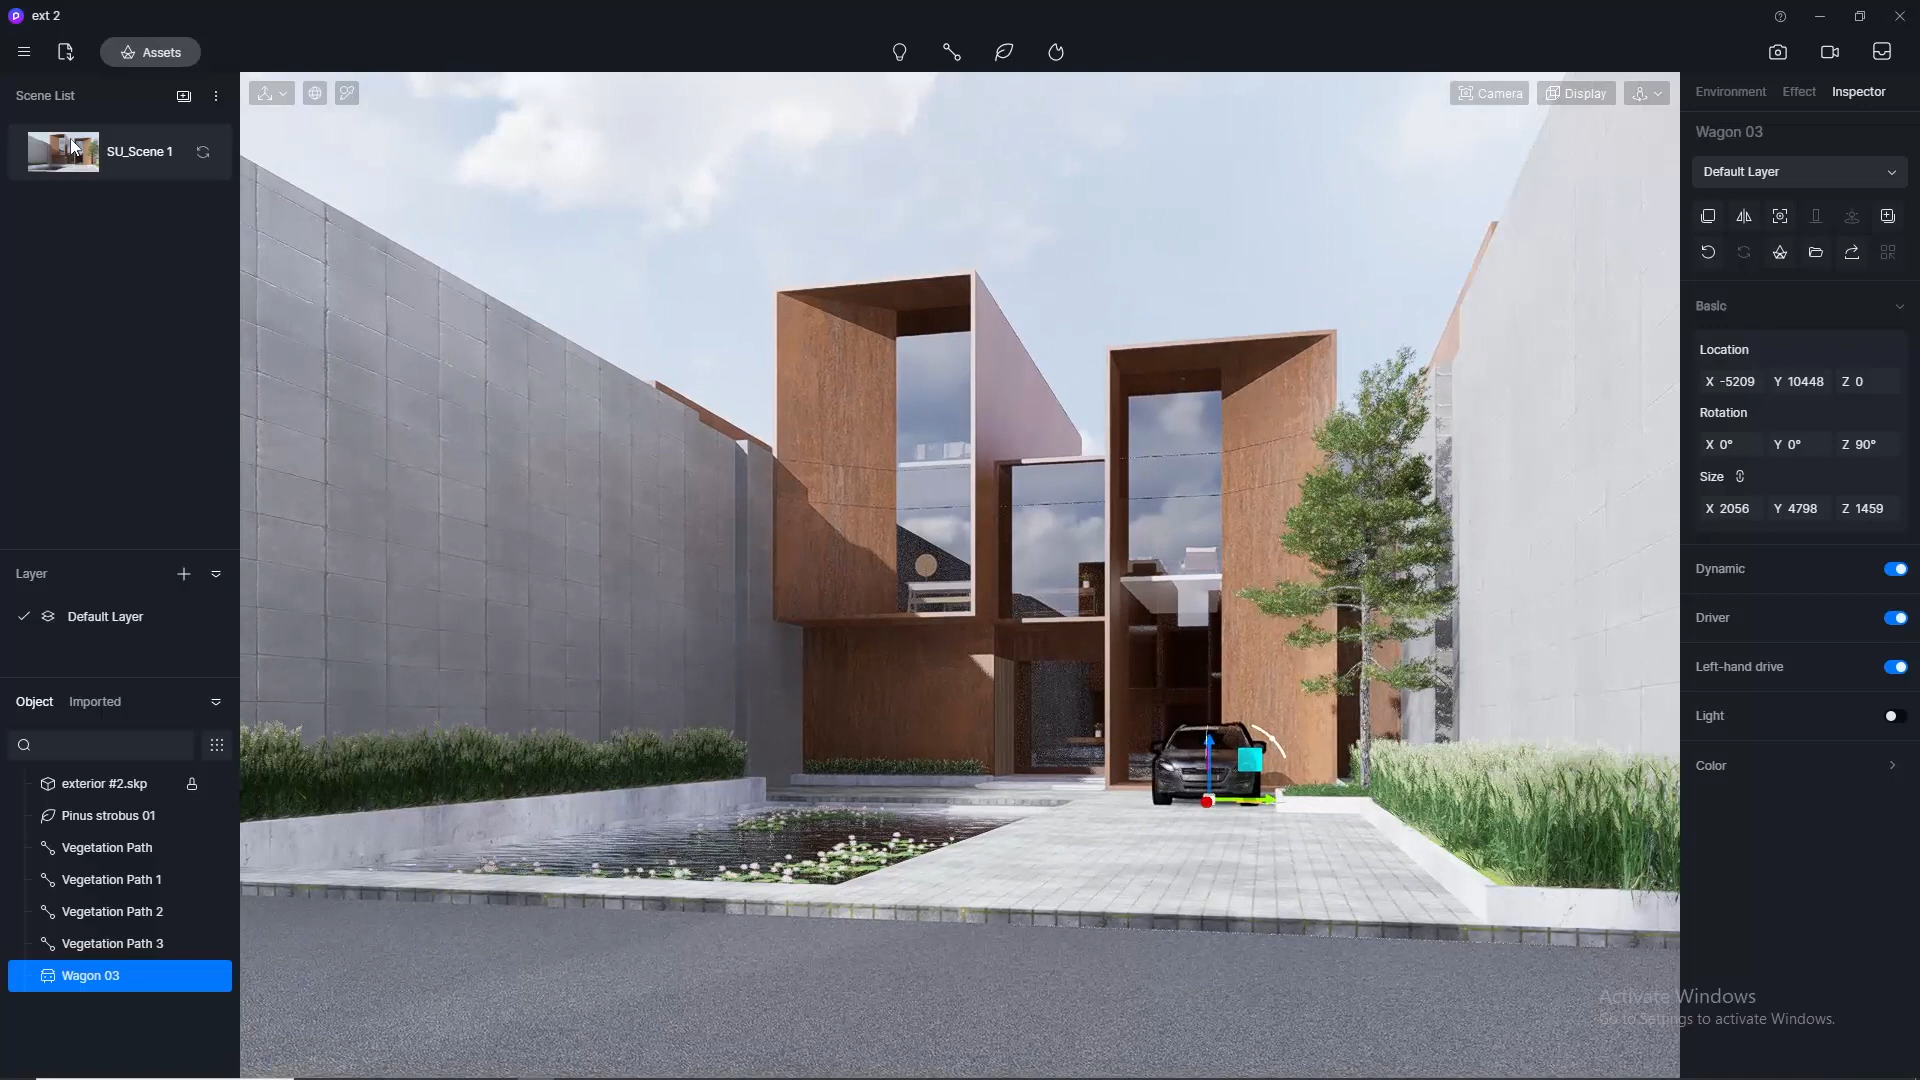 ext 2
Assets
Scene List
SU_Scene 1
Camera
Display
Environment
Effect
Inspector
Wagon 03
Default Layer
Basic
Location
X -5209 Y 10448 Z 0
Rotation
X 0° Y 0° Z 90°
Size
X 2056 Y 4798 Z 1459
Dynamic
Driver
Left-hand drive
Light
Color
Layer
Default Layer
Object
Imported
exterior #2.skp
Pinus strobus 01
Vegetation Path
Vegetation Path 1
Vegetation Path 2
Vegetation Path 3
Wagon 03
Activate Windows
Go to Settings to activate Windows.